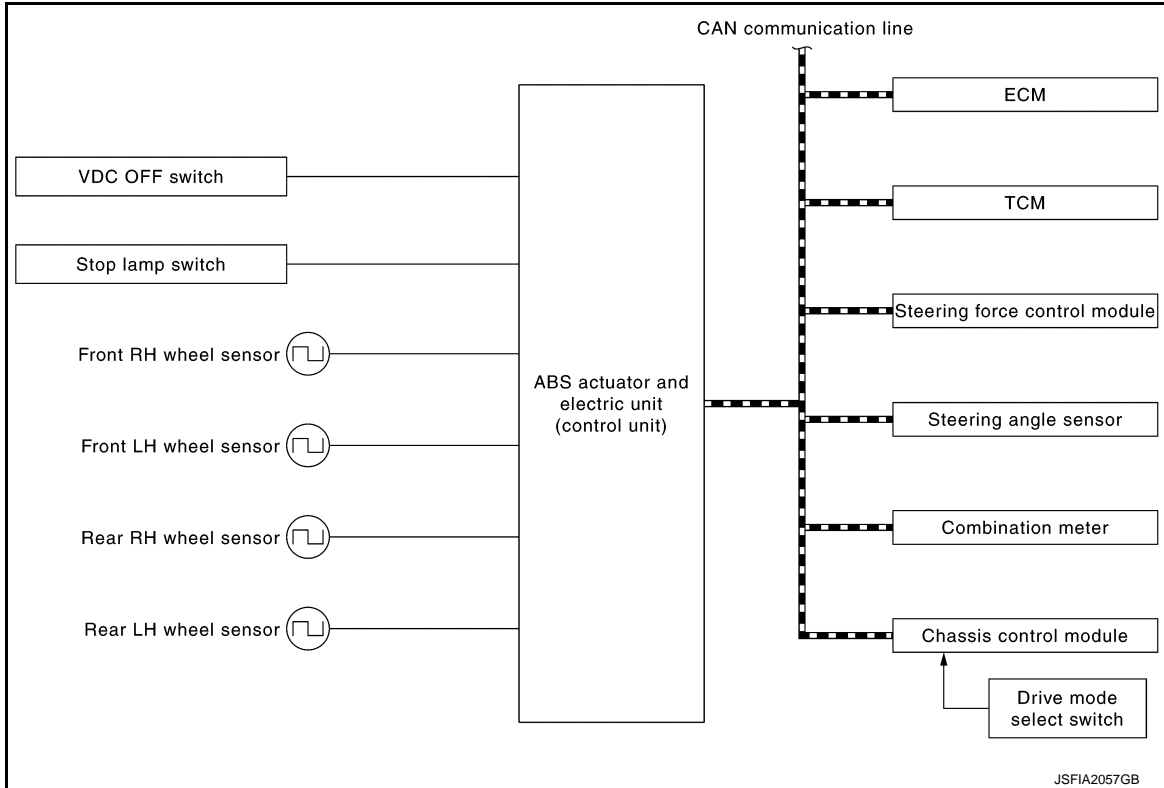 CAN communication line
ECM
VDC OFF switch
TCM
Stop lamp switch
Steering force control module
Front RH wheel sensor
ABS actuator and
electric unit
(control unit)
Steering angle sensor
Front LH wheel sensor
Rear RH wheel sensor
Combination meter
Rear LH wheel sensor
Chassis control module
Drive mode
select switch
JSFIA2057GB